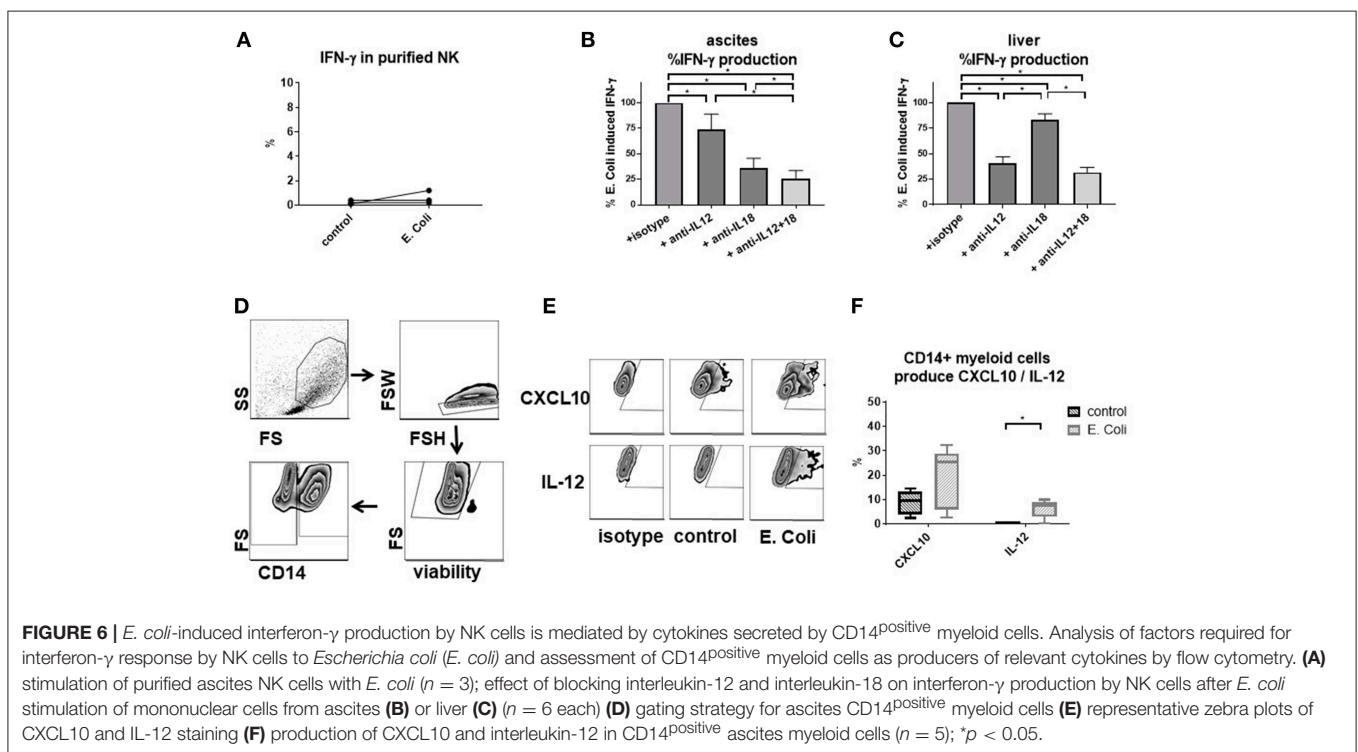 A
IFN-γ in purified NK
10
8
6
4
2
0
%
control
E. Coli
B
ascites
%IFN-γ production
* * *
* *
% E. Coli induced IFN-γ
100
75
50
25
0
+isotype
+ anti-IL12
+ anti-IL18
+ anti-IL12+18
C
liver
%IFN-γ production
*
*
* * *
% E. Coli induced IFN-γ
100
75
50
25
0
+isotype
+ anti-IL12
+ anti-IL18
+ anti-IL12+18
D
SS
FS
FSW
FSH
FS
CD14
FS
viability
E
CXCL10
IL-12
isotype control E. Coli
F
CD14+ myeloid cells
produce CXCL10 / IL-12
50
40
30
20
10
0
%
*
control
E. Coli
CXCL10
IL-12
FIGURE 6 | E. coli-induced interferon-γ production by NK cells is mediated by cytokines secreted by CD14positive myeloid cells. Analysis of factors required for
interferon-γ response by NK cells to Escherichia coli (E. coli) and assessment of CD14positive myeloid cells as producers of relevant cytokines by flow cytometry. (A)
stimulation of purified ascites NK cells with E. coli (n = 3); effect of blocking interleukin-12 and interleukin-18 on interferon-γ production by NK cells after E. coli
stimulation of mononuclear cells from ascites (B) or liver (C) (n = 6 each) (D) gating strategy for ascites CD14positive myeloid cells (E) representative zebra plots of
CXCL10 and IL-12 staining (F) production of CXCL10 and interleukin-12 in CD14positive ascites myeloid cells (n = 5); *p < 0.05.